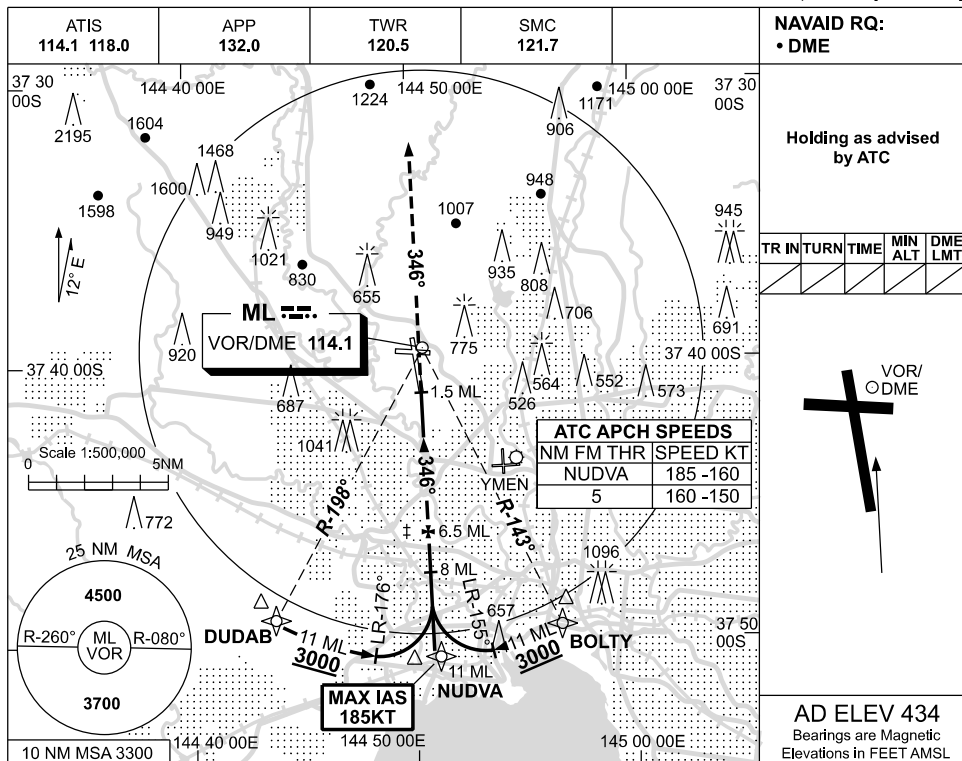 ATIS
114.1 118.0
APP
132.0
TWR
120.5
SMC
121.7
NAVAID RQ:
• DME
37 30
00S
144 40 00E
144 50 00E
145 00 00E
37 30
00S
2195
1604
1224
1171
906
1468
1600
1598
949
1021
830
948
1007
945
Holding as advised
by ATC
TR IN
TURN
TIME
MIN
ALT
DME
LMT
12° E
346°
655
935
808
706
691
ML
VOR/DME 114.1
920
775
37 40 00S
37 40
00S
687
1.5 ML
526
564
552
573
VOR/
DME
1041
ATC APCH SPEEDS
NM FM THR SPEED KT
NUDVA 185 -160
5 160 -150
Scale 1:500,000
0 5NM
346°
YMEN
R-198°
R-143°
772
‡ 6.5 ML
8 ML
1096
25 NM MSA
4500
R-260°
ML
VOR
R-080°
3700
LR-176°
LR-155°
657
DUDAB
11 ML
3000
11 ML
3000
BOLTY
37 50
00S
11 ML
NUDVA
MAX IAS
185KT
10 NM MSA 3300
144 40 00E
144 50 00E
145 00 00E
AD ELEV 434
Bearings are Magnetic
Elevations in FEET AMSL